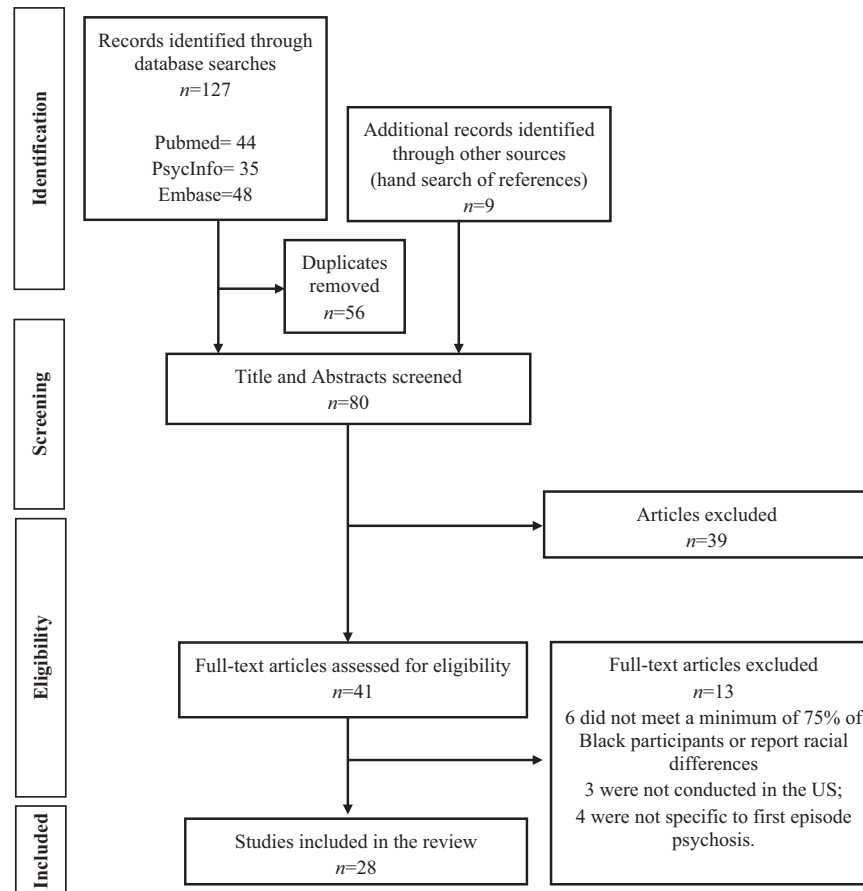 Identification
Records identified through
database searches
n=127
Pubmed= 44
PsycInfo= 35
Embase=48
Additional records identified
through other sources
(hand search of references)
n=9
Duplicates
removed
n=56
Screening
Title and Abstracts screened
n=80
Articles excluded
n=39
Eligibility
Full-text articles assessed for eligibility
n=41
Full-text articles excluded
n=13
6 did not meet a minimum of 75% of
Black participants or report racial
differences
3 were not conducted in the US;
4 were not specific to first episode
psychosis.
Included
Studies included in the review
n=28